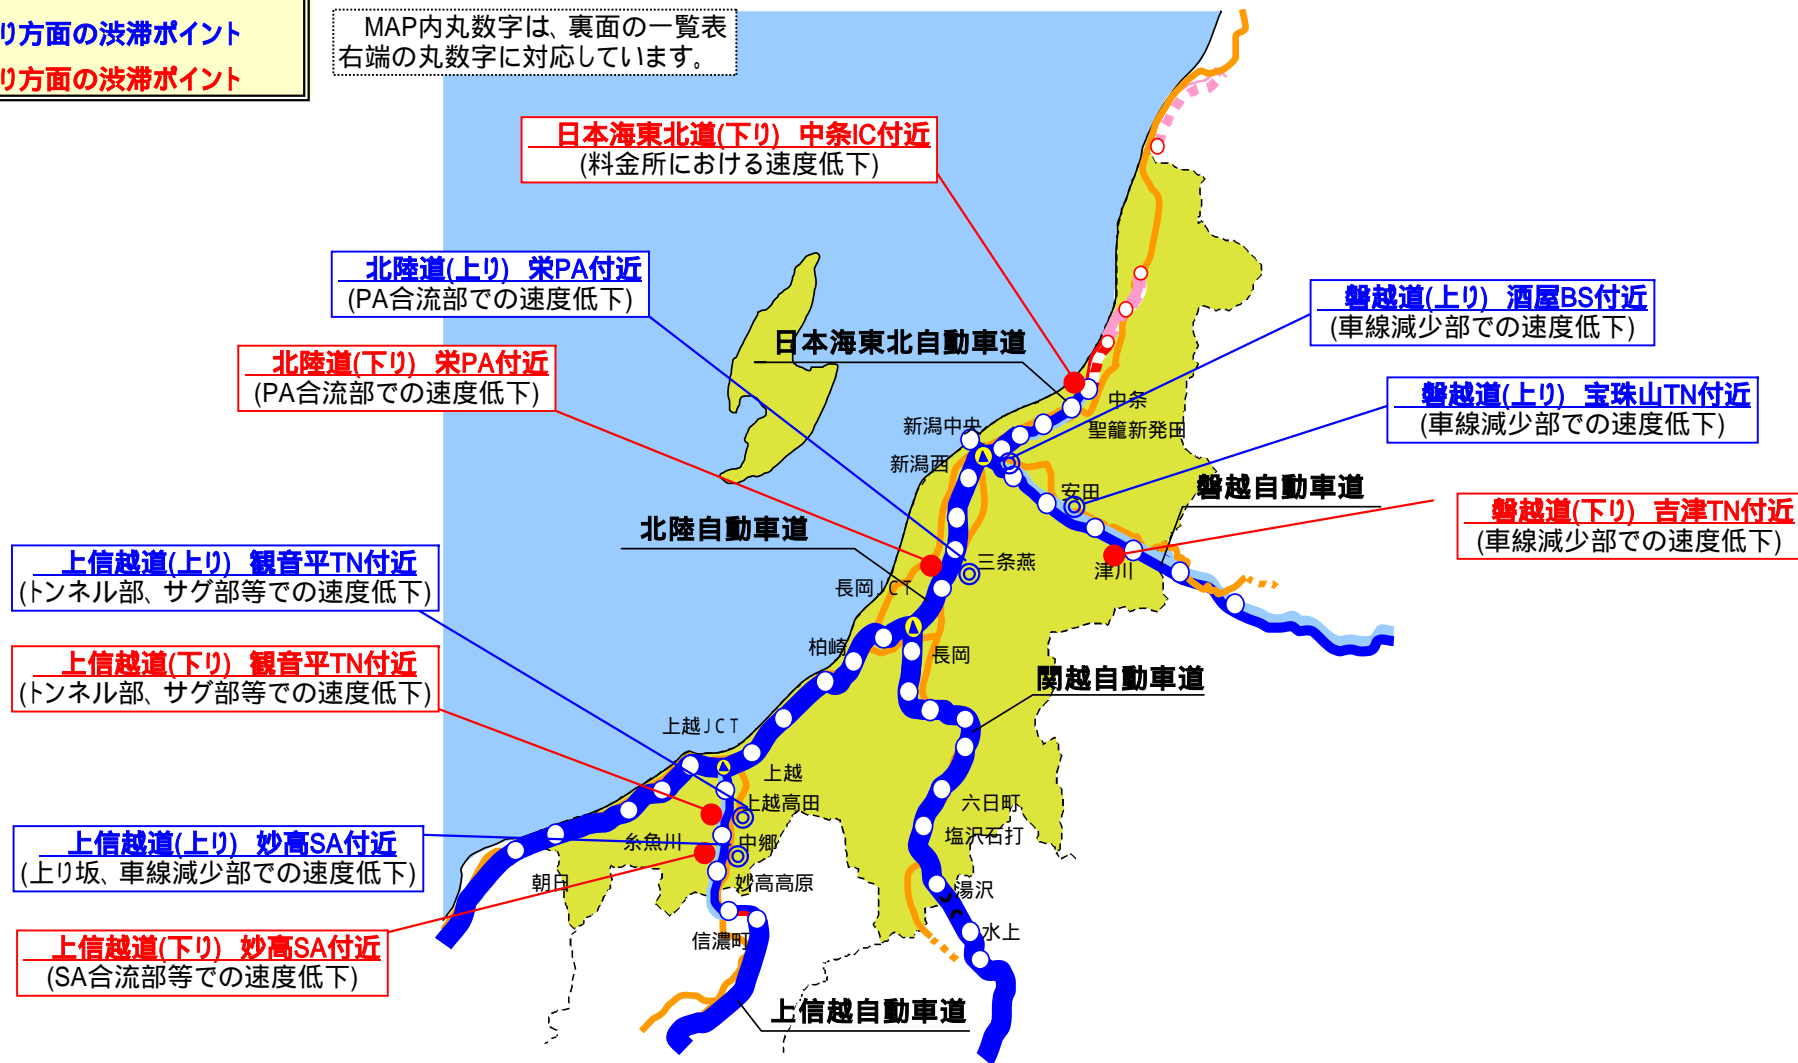 り方面の渋滞ポイント
り方面の渋滞ポイント
MAP内丸数字は、裏面の一覧表
右端の丸数字に対応しています。
日本海東北道(下り) 中条IC付近
(料金所における速度低下)
北陸道(上り) 栄PA付近
(PA合流部での速度低下)
磐越道(上り) 酒屋BS付近
(車線減少部での速度低下)
日本海東北自動車道
北陸道(下り) 栄PA付近
(PA合流部での速度低下)
磐越道(上り) 宝珠山TN付近
(車線減少部での速度低下)
中条
新潟中央
聖籠新発田
新潟西
安田
磐越自動車道
磐越道(下り) 吉津TN付近
(車線減少部での速度低下)
北陸自動車道
上信越道(上り) 観音平TN付近
(トンネル部、サグ部等での速度低下)
三条燕
津川
長岡JCT
柏崎
長岡
上信越道(下り) 観音平TN付近
(トンネル部、サグ部等での速度低下)
関越自動車道
上越JCT
上越
上越高田
六日町
塩沢石打
上信越道(上り) 妙高SA付近
(上り坂、車線減少部での速度低下)
糸魚川
中郷
朝日
妙高高原
湯沢
信濃町
水上
上信越道(下り) 妙高SA付近
(SA合流部等での速度低下)
上信越自動車道